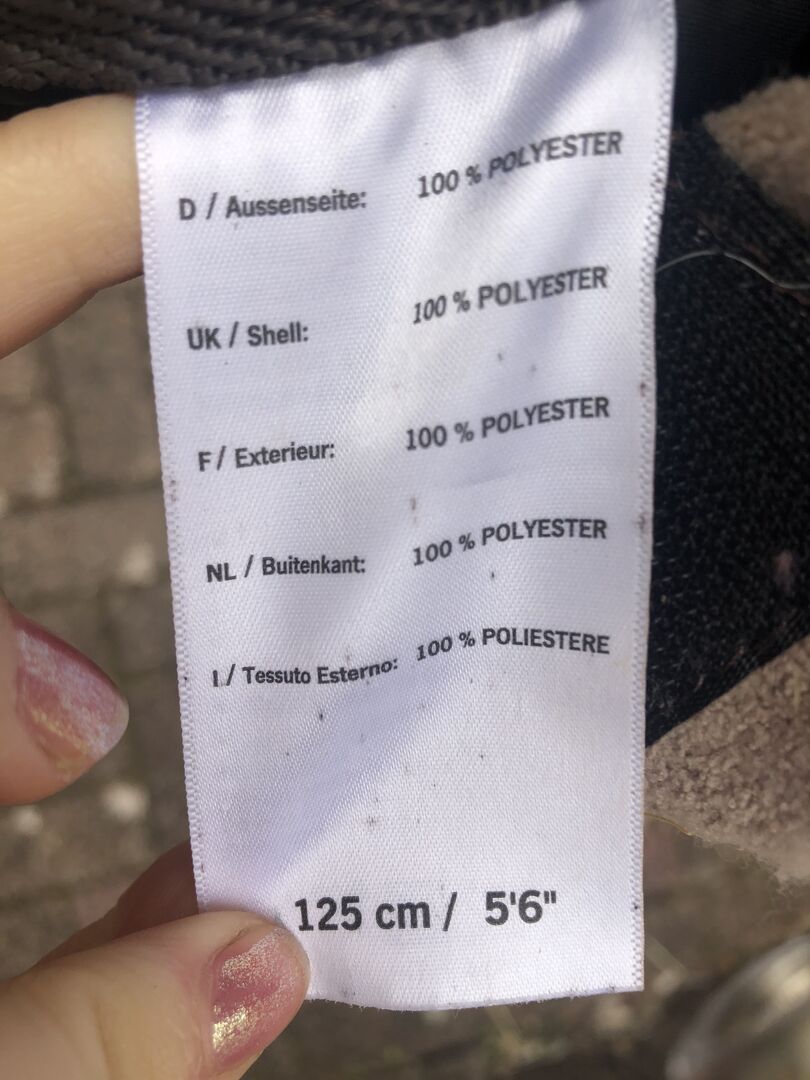 D / Aussenseite: 100 % POLYESTER
UK / Shell: 100 % POLYESTER
F / Exterieur: 100 % POLYESTER
NL / Buitenkant: 100 % POLYESTER
I / Tessuto Esterno: 100 % POLIESTERE
125 cm / 5'6"